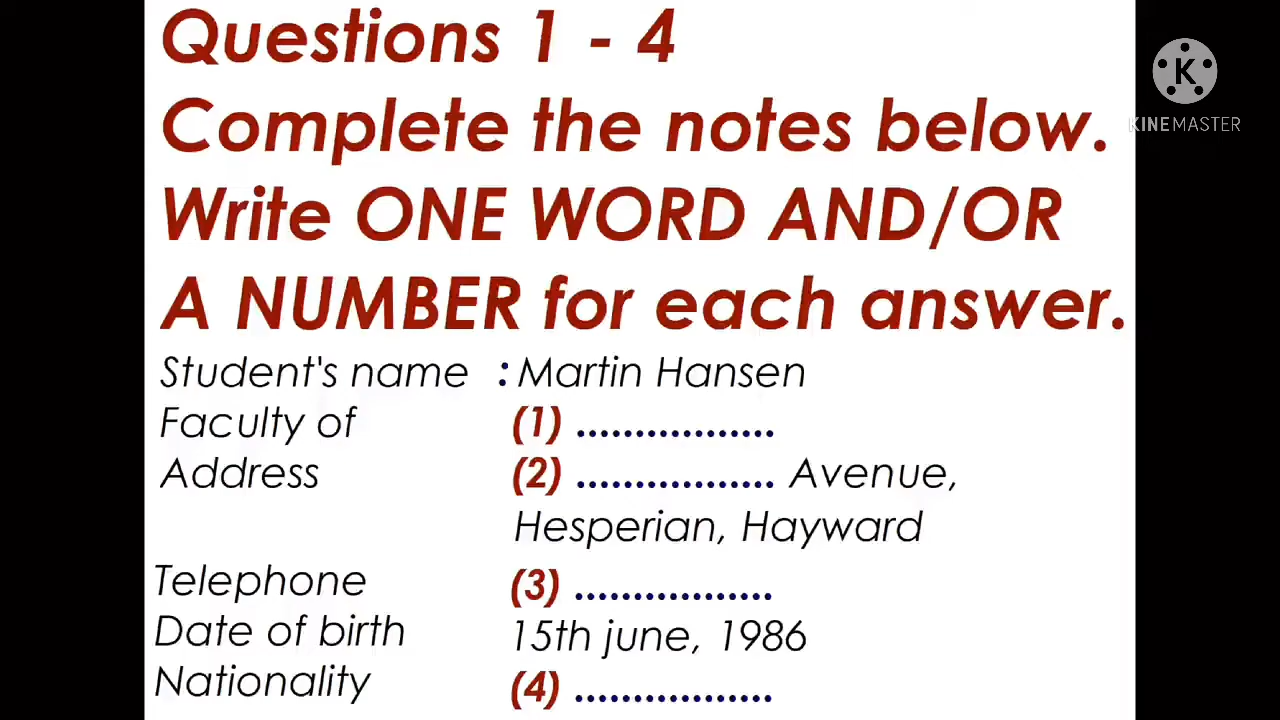 Questions 1 - 4
Complete the notes below.
Write ONE WORD AND/OR
A NUMBER for each answer.
Student's name : Martin Hansen
Faculty of (1) .................
Address (2) ................. Avenue,
Hesperian, Hayward
Telephone (3) .................
Date of birth 15th june, 1986
Nationality (4) .................
K
KINEMASTER